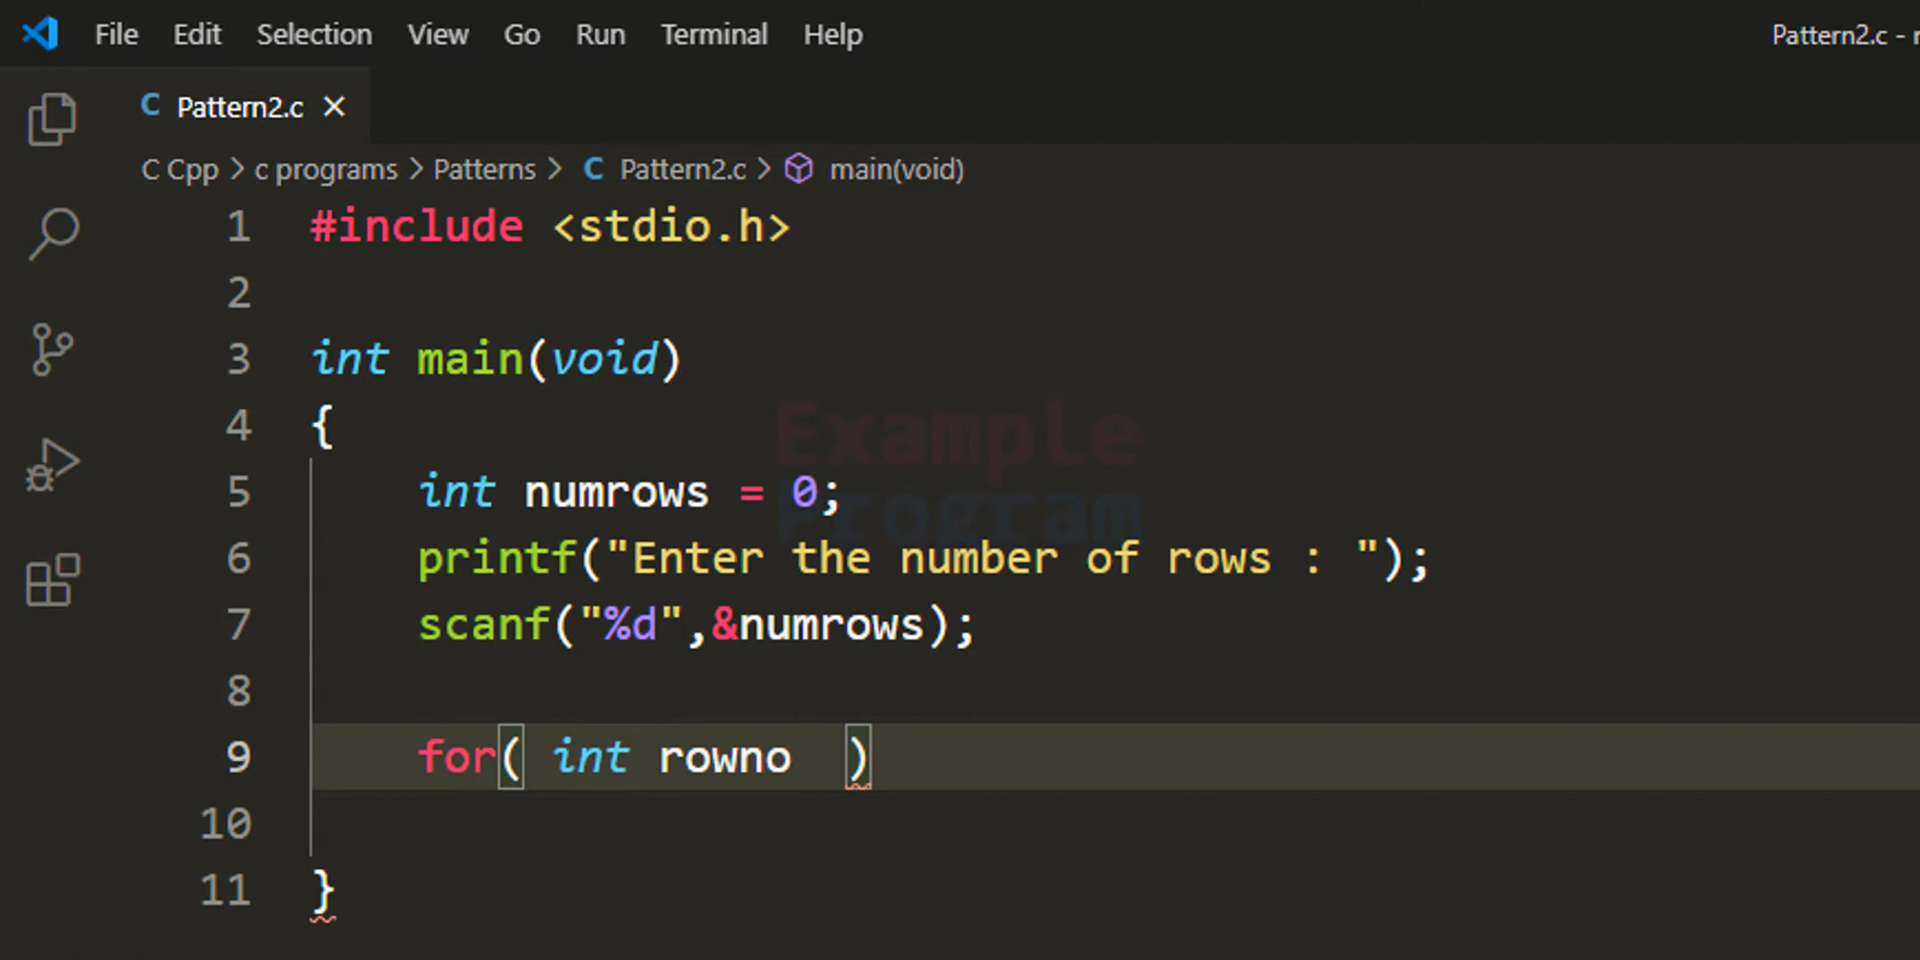 File Edit Selection View Go Run Terminal Help Pattern2.c -
C Pattern2.c ×
C Cpp > c programs > Patterns > C Pattern2.c > main(void)
1 #include <stdio.h>
2
3 int main(void)
4 {
Example
5 int numrows = 0;
Program
6 printf("Enter the number of rows : ");
7 scanf("%d",&numrows);
8
9 for( int rowno  )
10
11 }